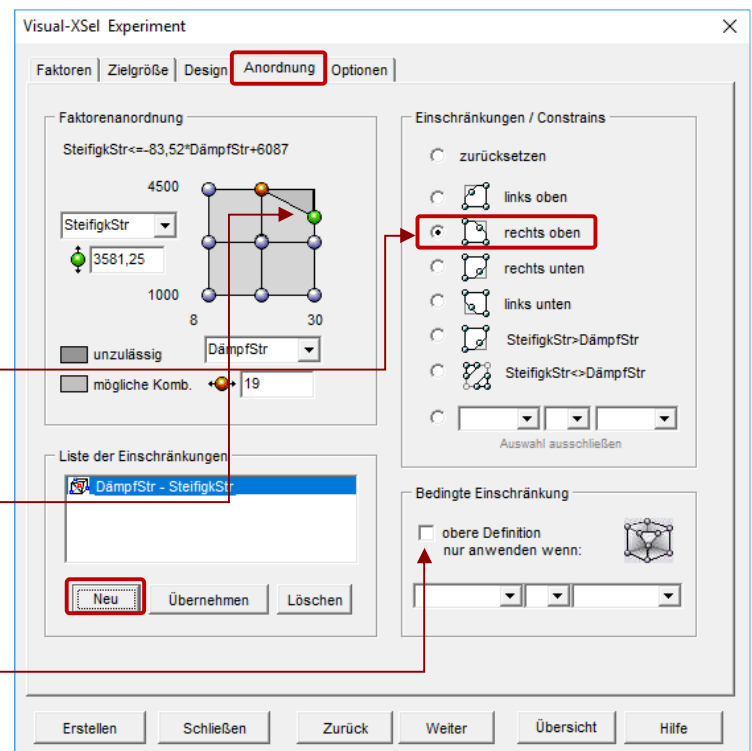 Visual-XSel Experiment
Faktoren
Zielgröße
Design
Anordnung
Optionen
Faktorenanordnung
SteifigkStr<=-83,52*DämpfStr+6087
4500
SteifigkStr
3581,25
1000
8
30
unzulässig
DämpfStr
mögliche Komb.
19
Liste der Einschränkungen
DämpfStr - SteifigkStr
Neu
Übernehmen
Löschen
Einschränkungen / Constrains
zurücksetzen
links oben
rechts oben
rechts unten
links unten
SteifigkStr>DämpfStr
SteifigkStr<>DämpfStr
Auswahl ausschließen
Bedingte Einschränkung
obere Definition
nur anwenden wenn:
Erstellen
Schließen
Zurück
Weiter
Übersicht
Hilfe